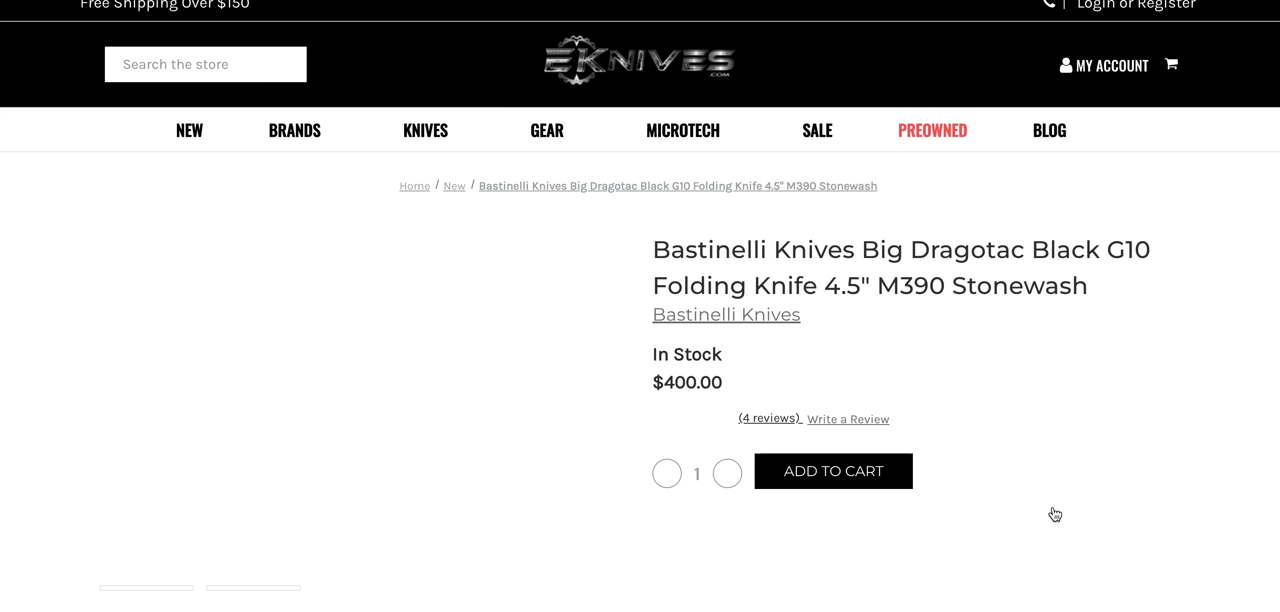 Free Shipping Over $150
| Login or Register
Search the store
EKNIVES
.COM
MY ACCOUNT
NEW BRANDS KNIVES GEAR MICROTECH SALE PREOWNED BLOG
Home / New / Bastinelli Knives Big Dragotac Black G10 Folding Knife 4.5" M390 Stonewash
Bastinelli Knives Big Dragotac Black G10
Folding Knife 4.5" M390 Stonewash
Bastinelli Knives
In Stock
$400.00
(4 reviews) Write a Review
1 ADD TO CART